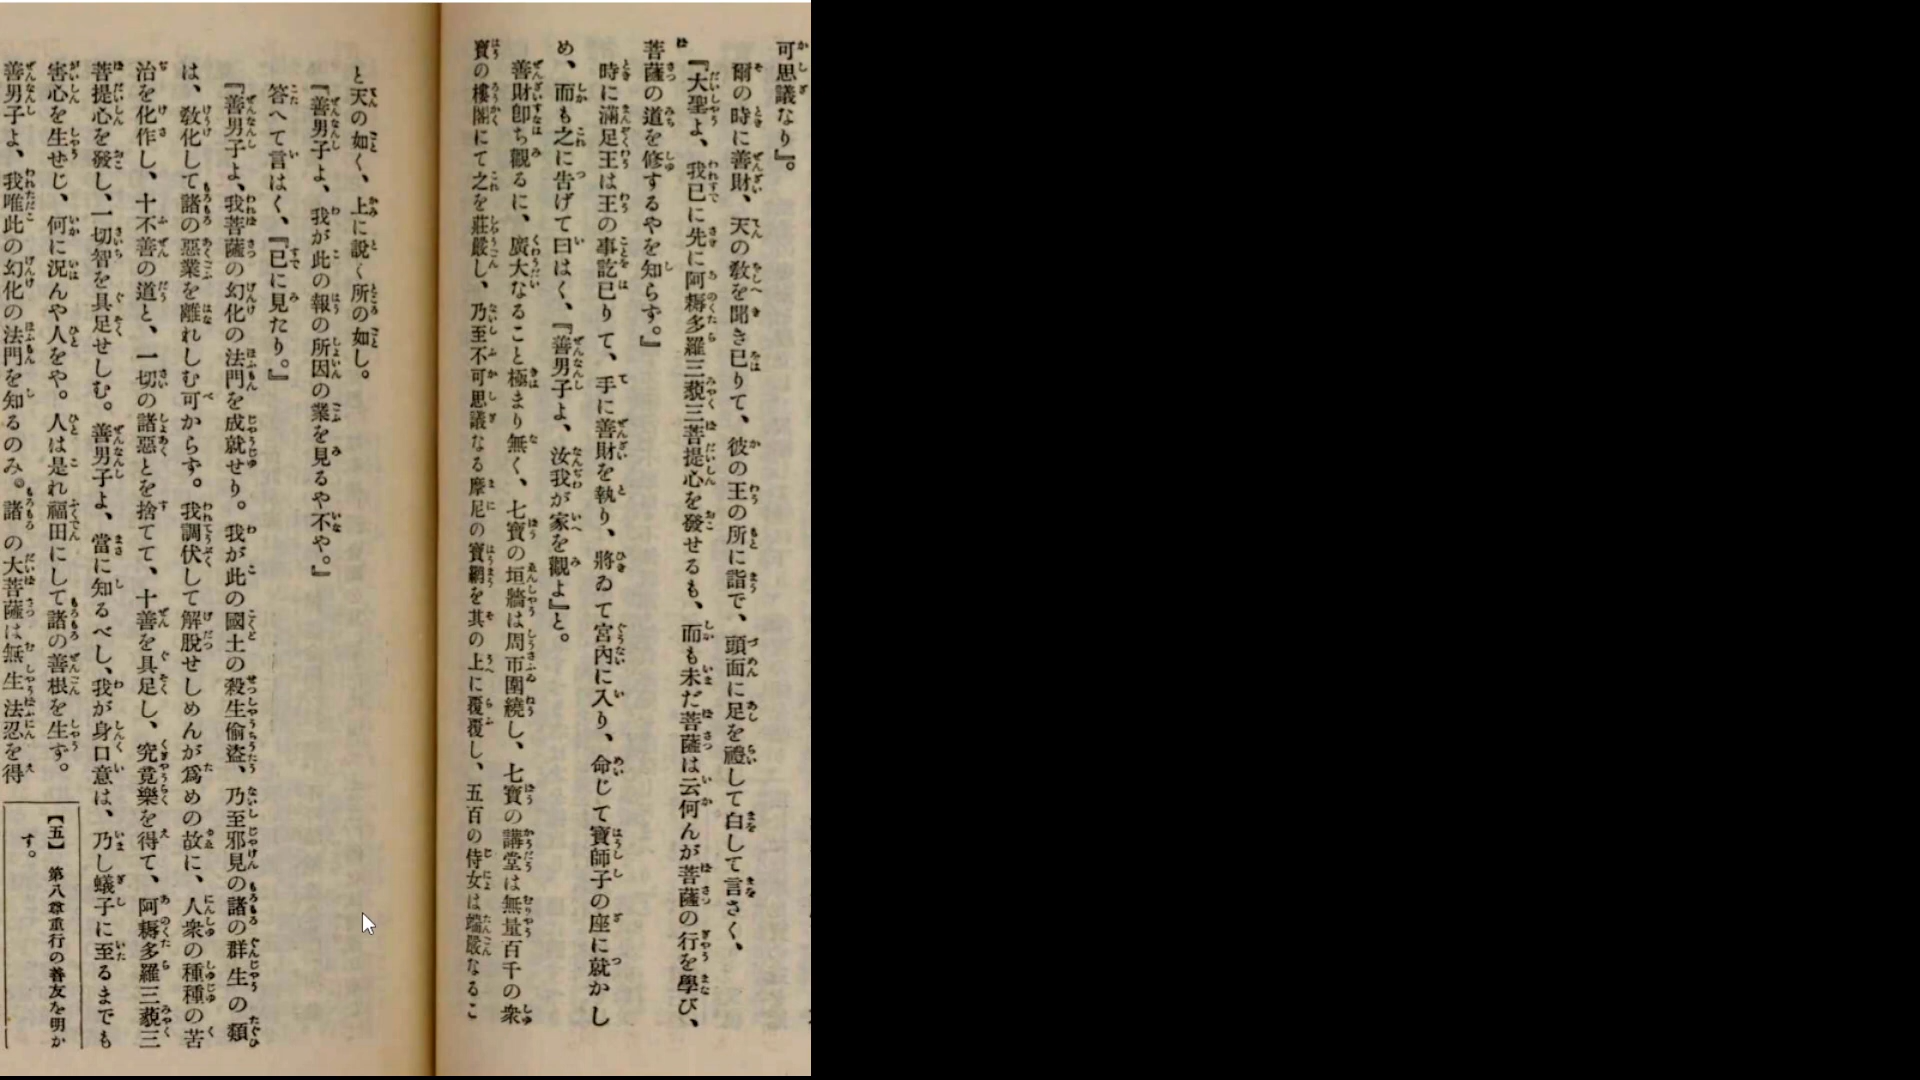 可思議なり』。
爾の時に善財、天の敎を聞き已りて、彼の王の所に詣で、頭面に足を禮して白して言さく、
『大聖よ、我已に先に阿耨多羅三藐三菩提心を發せるも、而も未だ菩薩は云何んが菩薩の行を學び、
菩薩の道を修するやを知らず。』
時に滿足王は王の事訖已りて、手に善財を執り、將ゐて宮內に入り、命じて寶師子の座に就かし
め、而も之に吿げて曰はく、『善男子よ、汝我が家を觀よ』と。
善財卽ち觀るに、廣大なること極まり無く、七寶の垣牆は周帀圍繞し、七寶の講堂は無量百千の衆
寶の樓閣にて之を莊嚴し、乃至不可思議なる摩尼の寶網を其の上に覆覆し、五百の侍女は端嚴なるこ
と天の如く、上に說く所の如し。
『善男子よ、我が此の報の所因の業を見るや不や。』
答へて言はく、『已に見たり。』
『善男子よ、我菩薩の幻化の法門を成就せり。我が此の國土の殺生偷盜、乃至邪見の諸の群生の類
は、敎化して諸の惡業を離れしむ可からず。我調伏して解脫せしめんが爲めの故に、人衆の種種の苦
治を化作し、十不善の道と、一切の諸惡とを捨てて、十善を具足し、究竟樂を得て、阿耨多羅三藐三
菩提心を發し、一切智を具足せしむ。善男子よ、當に知るべし、我が身口意は、乃し蟻子に至るまでも
害心を生せじ、何に況んや人をや。人は是れ福田にして諸の善根を生ず。
善男子よ、我唯此の幻化の法門を知るのみ。諸の大菩薩は無生法忍を得
【五】 第八章重行の善友を明か
す。